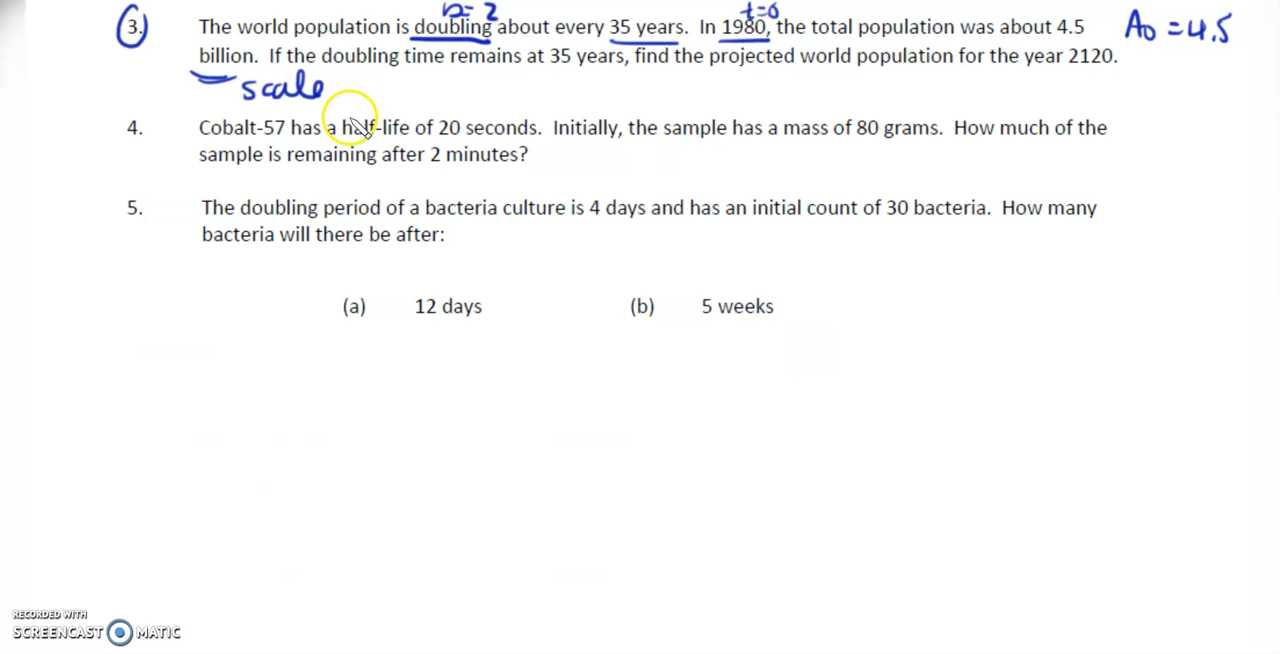 b=2
t=0
3. The world population is doubling about every 35 years. In 1980, the total population was about 4.5 A₀ = 4.5
billion. If the doubling time remains at 35 years, find the projected world population for the year 2120.
scale
4. Cobalt-57 has a half-life of 20 seconds. Initially, the sample has a mass of 80 grams. How much of the
sample is remaining after 2 minutes?
5. The doubling period of a bacteria culture is 4 days and has an initial count of 30 bacteria. How many
bacteria will there be after:
(a) 12 days (b) 5 weeks
RECORDED WITH
SCREENCAST MATIC